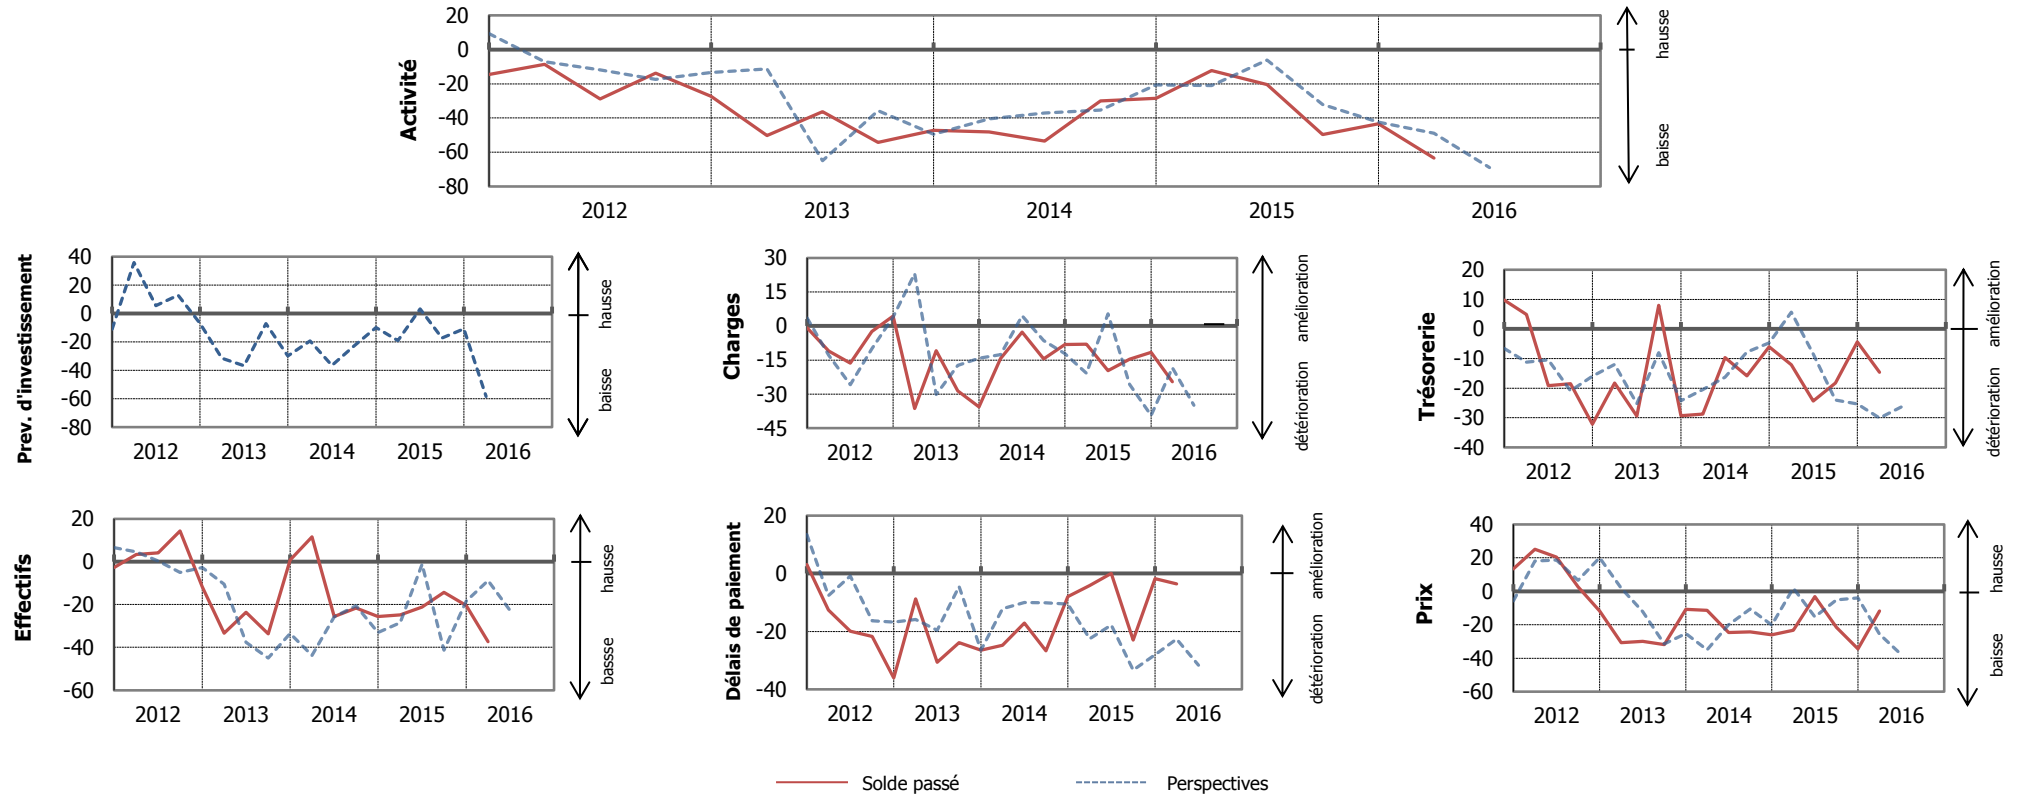 Activité
20
0
-20
-40
-60
-80
2012 2013 2014 2015 2016
hausse
baisse
Prev. d'investissement
40
20
0
-20
-40
-60
-80
2012 2013 2014 2015 2016
hausse
baisse
Charges
30
15
0
-15
-30
-45
2012 2013 2014 2015 2016
amélioration
détérioration
Trésorerie
20
10
0
-10
-20
-30
-40
2012 2013 2014 2015 2016
amélioration
détérioration
Effectifs
20
0
-20
-40
-60
2012 2013 2014 2015 2016
hausse
bassse
Délais de paiement
20
0
-20
-40
2012 2013 2014 2015 2016
amélioration
détérioration
Prix
40
20
0
-20
-40
-60
2012 2013 2014 2015 2016
hausse
baisse
Solde passé Perspectives